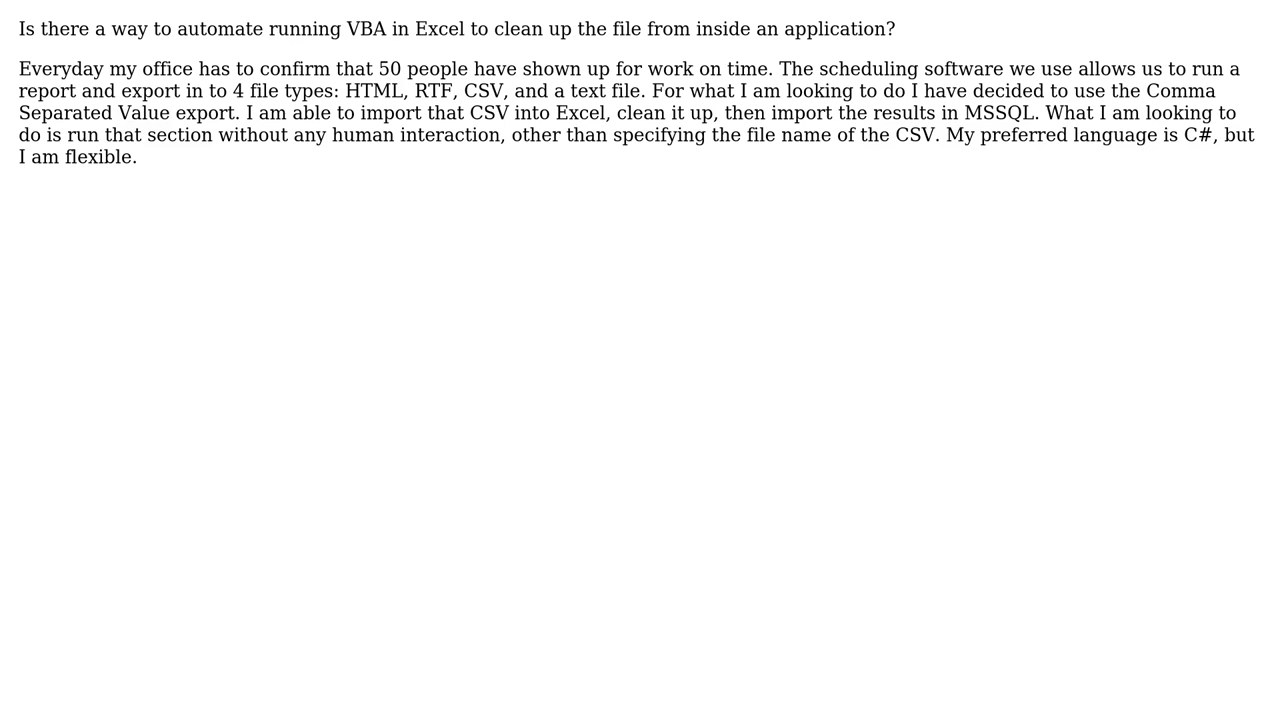 Is there a way to automate running VBA in Excel to clean up the file from inside an application?
Everyday my office has to confirm that 50 people have shown up for work on time. The scheduling software we use allows us to run a
report and export in to 4 file types: HTML, RTF, CSV, and a text file. For what I am looking to do I have decided to use the Comma
Separated Value export. I am able to import that CSV into Excel, clean it up, then import the results in MSSQL. What I am looking to
do is run that section without any human interaction, other than specifying the file name of the CSV. My preferred language is C#, but
I am flexible.